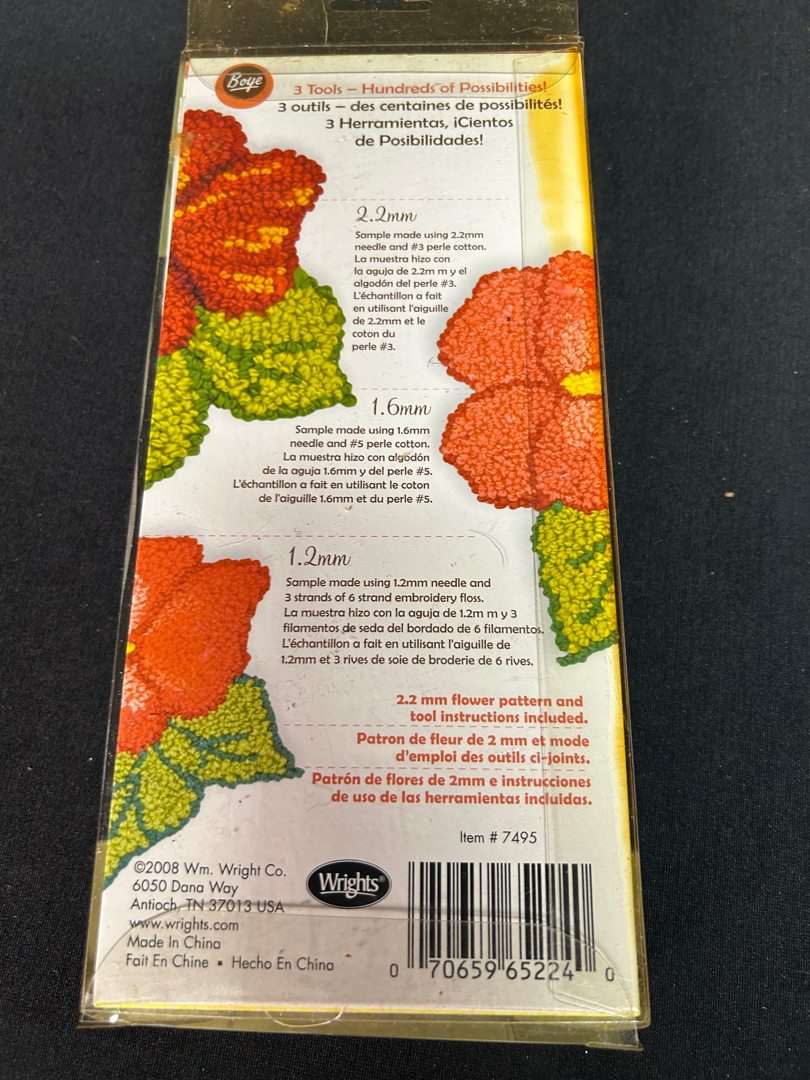 Boye
3 Tools – Hundreds of Possibilities!
3 outils – des centaines de possibilités!
3 Herramientas, ¡Cientos
de Posibilidades!
2.2mm
Sample made using 2.2mm
needle and #3 perle cotton.
La muestra hizo con
la aguja de 2.2m m y el
algodón del perle #3.
L'échantillon a fait
en utilisant l'aiguille
de 2.2mm et le
coton du
perle #3.
1.6mm
Sample made using 1.6mm
needle and #5 perle cotton.
La muestra hizo con algodón
de la aguja 1.6mm y del perle #5.
L'échantillon a fait en utilisant le coton
de l'aiguille 1.6mm et du perle #5.
1.2mm
Sample made using 1.2mm needle and
3 strands of 6 strand embroidery floss.
La muestra hizo con la aguja de 1.2m m y 3
filamentos de seda del bordado de 6 filamentos.
L'échantillon a fait en utilisant l'aiguille de
1.2mm et 3 rives de soie de broderie de 6 rives.
2.2 mm flower pattern and
tool instructions included.
Patron de fleur de 2 mm et mode
d'emploi des outils ci-joints.
Patrón de flores de 2mm e instrucciones
de uso de las herramientas incluidas.
Item # 7495
©2008 Wm. Wright Co.
6050 Dana Way
Antioch, TN 37013 USA
www.wrights.com
Made In China
Fait En Chine ▪ Hecho En China
Wrights®
0 70659 65224 0